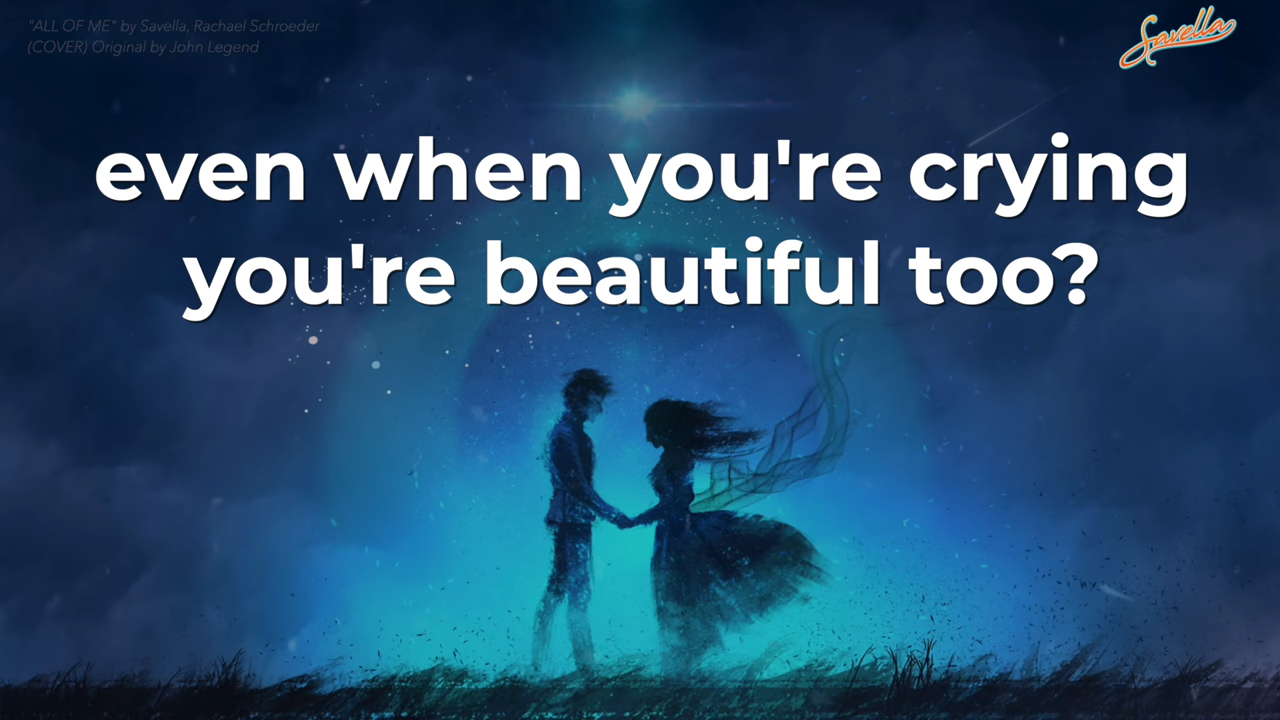 "ALL OF ME" by Savella, Rachael Schroeder
(COVER) Original by John Legend
Savella
even when you're crying
you're beautiful too?